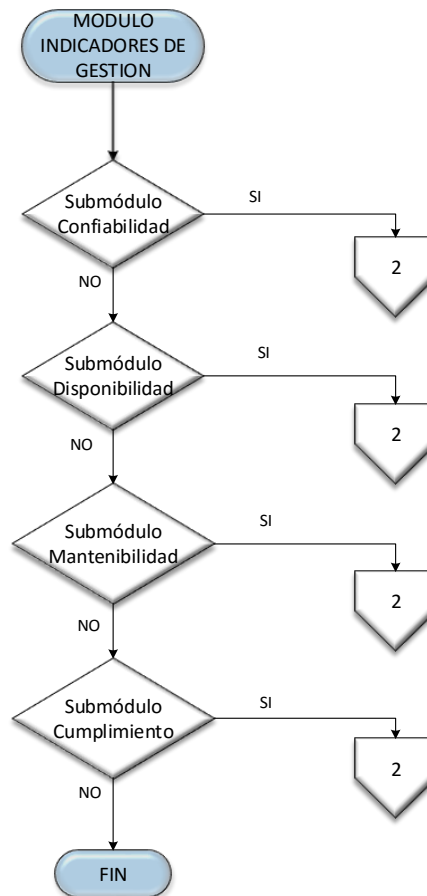 MODULO
INDICADORES DE
GESTION
Submódulo
Confiabilidad
SI
2
NO
Submódulo
Disponibilidad
SI
2
NO
Submódulo
Mantenibilidad
SI
2
NO
Submódulo
Cumplimiento
SI
2
NO
FIN